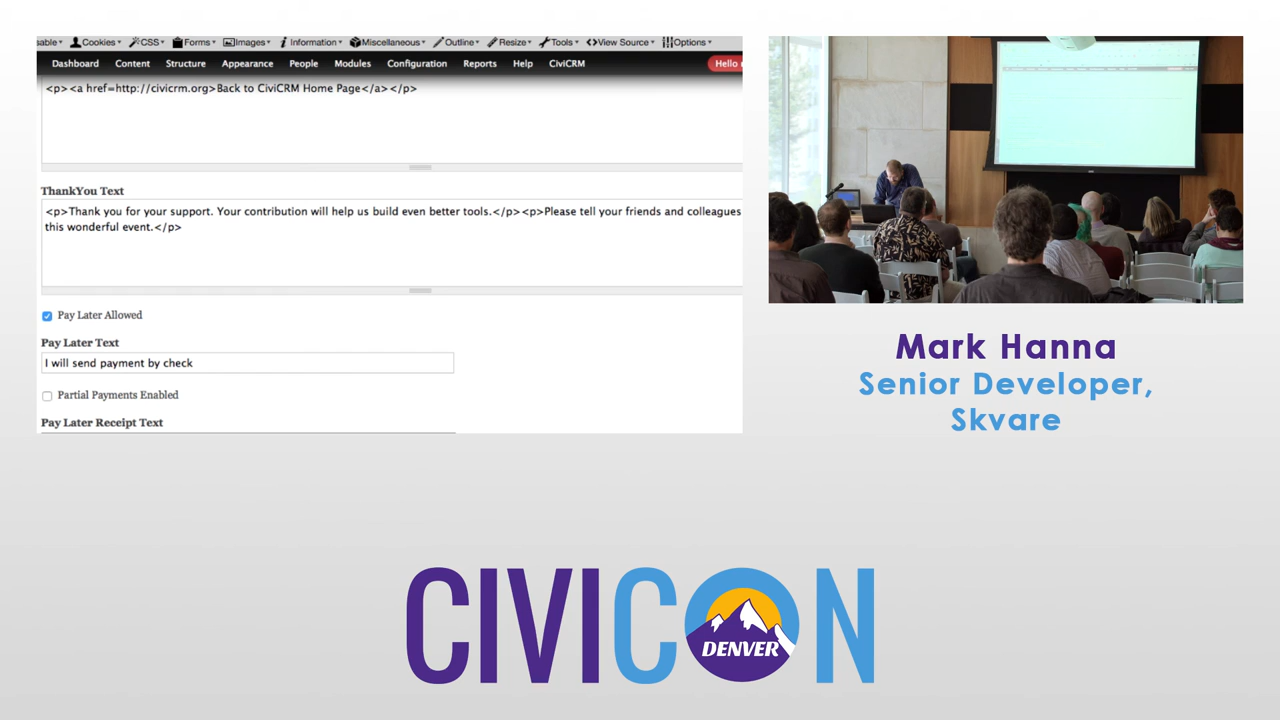 sable▾ Cookies▾ CSS▾ Forms▾ Images▾ Information▾ Miscellaneous▾ Outline▾ Resize▾ Tools▾ View Source▾ Options▾
Dashboard Content Structure Appearance People Modules Configuration Reports Help CiviCRM Hello
<p><a href=http://civicrm.org>Back to CiviCRM Home Page</a></p>
ThankYou Text
<p>Thank you for your support. Your contribution will help us build even better tools.</p><p>Please tell your friends and colleagues
this wonderful event.</p>
Pay Later Allowed
Pay Later Text
I will send payment by check
Partial Payments Enabled
Pay Later Receipt Text
Mark Hanna
Senior Developer,
Skvare
CIVICON
DENVER